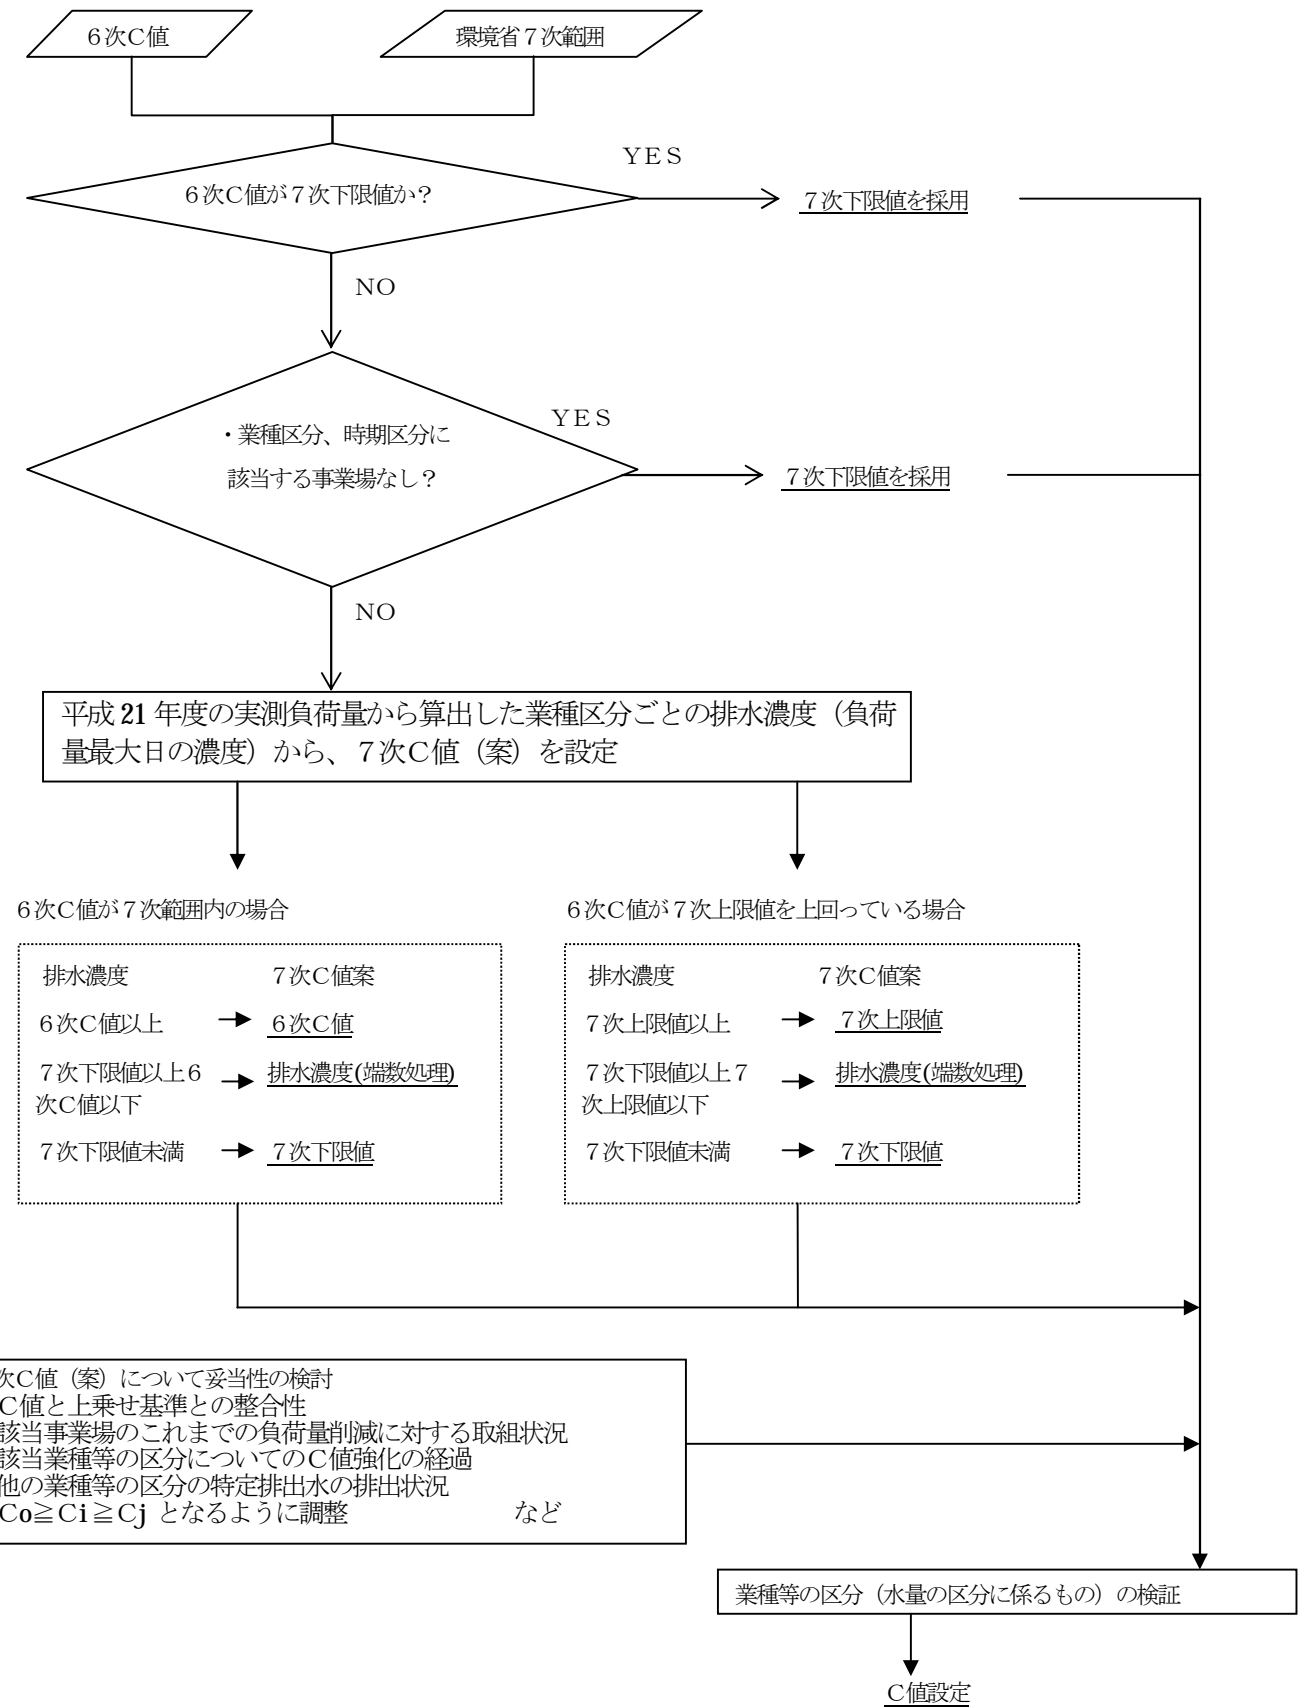 ６次Ｃ値
環境省７次範囲
６次Ｃ値が７次下限値か？
ＹＥＳ
７次下限値を採用
ＮＯ
・業種区分、時期区分に
該当する事業場なし？
ＹＥＳ
７次下限値を採用
ＮＯ
平成 21 年度の実測負荷量から算出した業種区分ごとの排水濃度（負荷
量最大日の濃度）から、７次Ｃ値（案）を設定
６次Ｃ値が７次範囲内の場合
排水濃度　７次Ｃ値案
６次Ｃ値以上　６次Ｃ値
７次下限値以上６　排水濃度(端数処理)
次Ｃ値以下
７次下限値未満　７次下限値
６次Ｃ値が７次上限値を上回っている場合
排水濃度　７次Ｃ値案
７次上限値以上　７次上限値
７次下限値以上７　排水濃度(端数処理)
次上限値以下
７次下限値未満　７次下限値
次Ｃ値（案）について妥当性の検討
Ｃ値と上乗せ基準との整合性
該当事業場のこれまでの負荷量削減に対する取組状況
該当業種等の区分についてのＣ値強化の経過
他の業種等の区分の特定排出水の排出状況
Ｃo≧Ｃi≧Ｃj となるように調整　など
業種等の区分（水量の区分に係るもの）の検証
Ｃ値設定